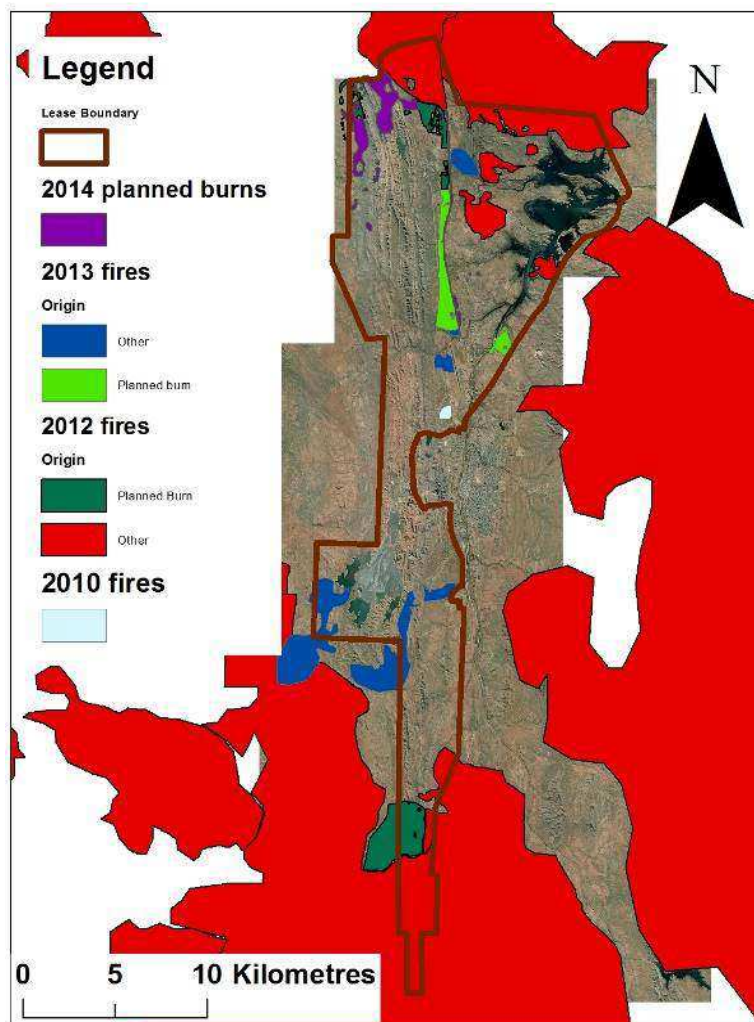 Legend
N
Lease Boundary
2014 planned burns
2013 fires
Origin
Other
Planned burn
2012 fires
Origin
Planned Burn
Other
2010 fires
0 5 10 Kilometres